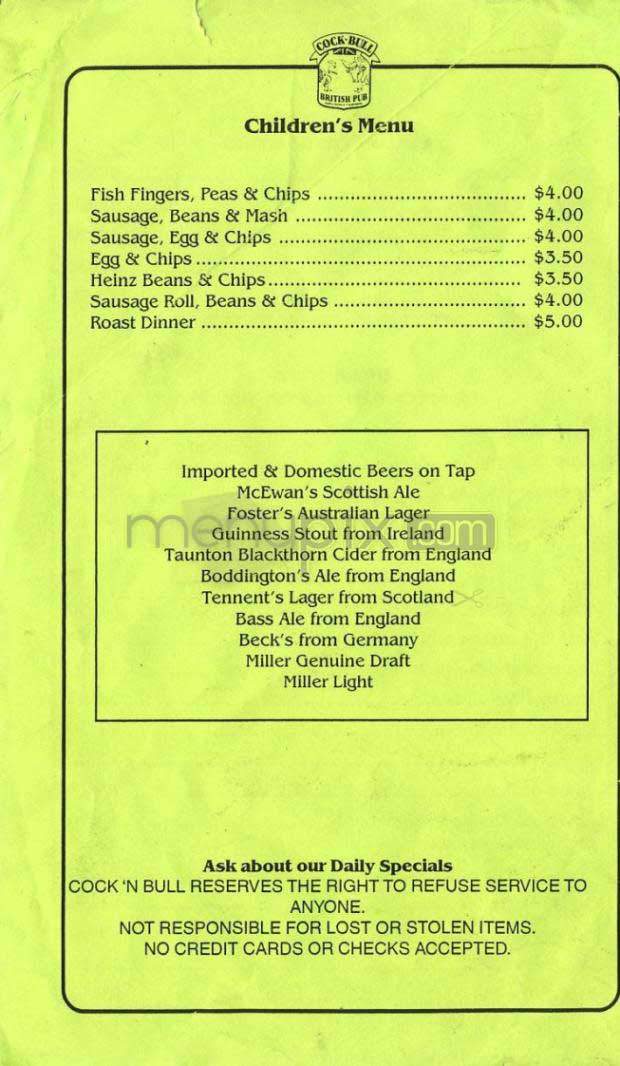 COCK-BULL
BRITISH PUB
Children's Menu
Fish Fingers, Peas & Chips .................................... $4.00
Sausage, Beans & Mash ........................................ $4.00
Sausage, Egg & Chips ........................................... $4.00
Egg & Chips ......................................................... $3.50
Heinz Beans & Chips............................................ $3.50
Sausage Roll, Beans & Chips ................................. $4.00
Roast Dinner ........................................................ $5.00
Imported & Domestic Beers on Tap
McEwan's Scottish Ale
Foster's Australian Lager
Guinness Stout from Ireland
menupix.com
Taunton Blackthorn Cider from England
Boddington's Ale from England
Tennent's Lager from Scotland
Bass Ale from England
Beck's from Germany
Miller Genuine Draft
Miller Light
Ask about our Daily Specials
COCK 'N BULL RESERVES THE RIGHT TO REFUSE SERVICE TO
ANYONE.
NOT RESPONSIBLE FOR LOST OR STOLEN ITEMS.
NO CREDIT CARDS OR CHECKS ACCEPTED.